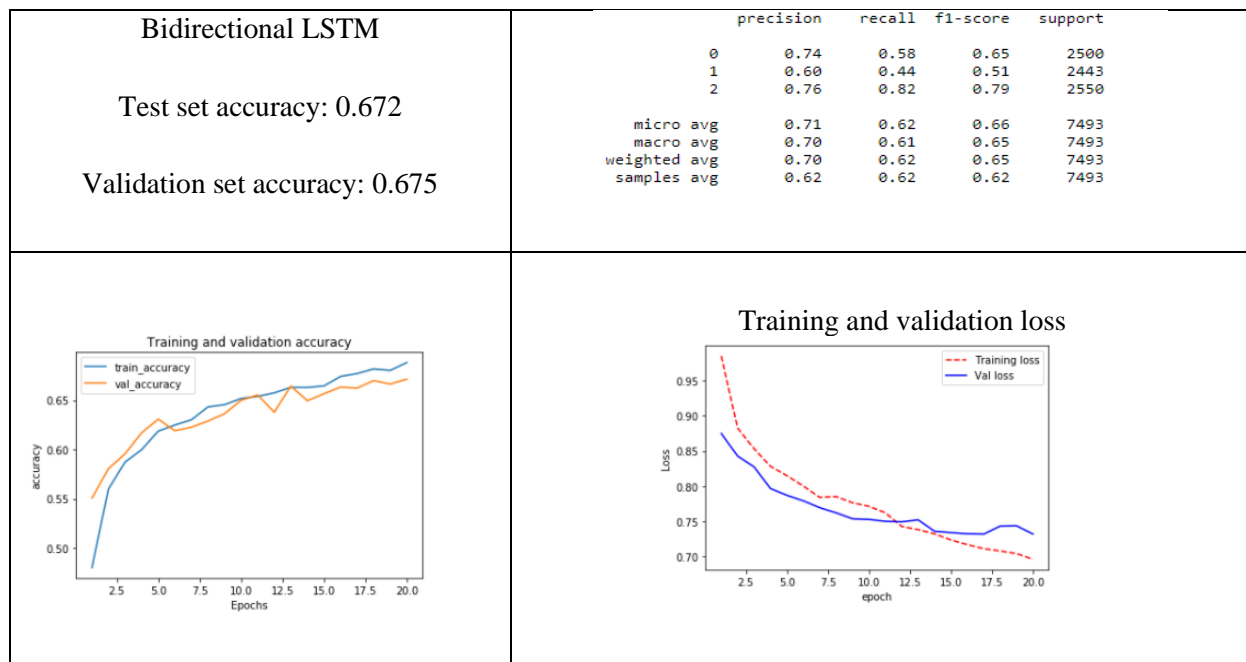 Bidirectional LSTM
Test set accuracy: 0.672
Validation set accuracy: 0.675
precision recall f1-score support
0 0.74 0.58 0.65 2500
1 0.60 0.44 0.51 2443
2 0.76 0.82 0.79 2550
micro avg 0.71 0.62 0.66 7493
macro avg 0.70 0.61 0.65 7493
weighted avg 0.70 0.62 0.65 7493
samples avg 0.62 0.62 0.62 7493
Training and validation accuracy
train_accuracy
val_accuracy
accuracy
0.65
0.60
0.55
0.50
2.5 5.0 7.5 10.0 12.5 15.0 17.5 20.0
Epochs
Training and validation loss
Training loss
Val loss
Loss
0.95
0.90
0.85
0.80
0.75
0.70
2.5 5.0 7.5 10.0 12.5 15.0 17.5 20.0
epoch